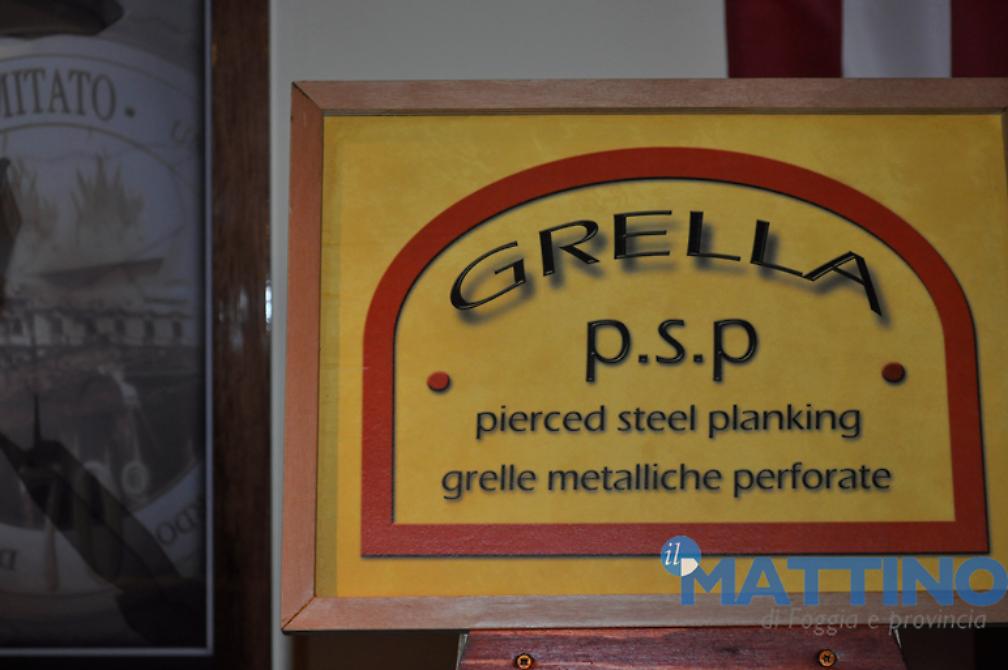 MITATO.
GRELLA
p.s.p
pierced steel planking
grelle metalliche perforate
il MATTINO
di Foggia e provincia